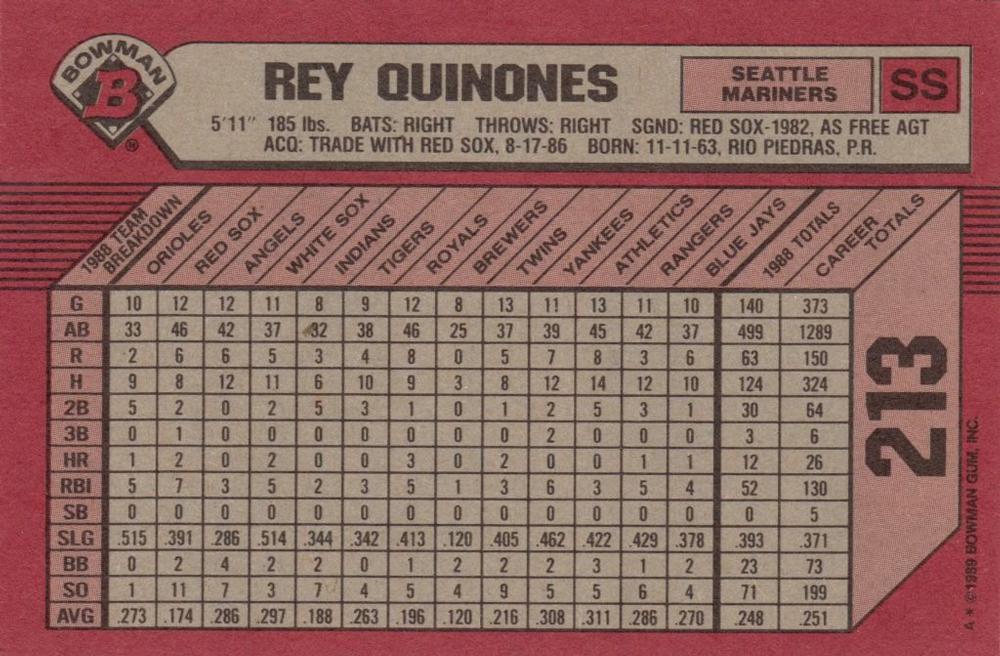 BOWMAN
B
®
REY QUINONES
SEATTLE
MARINERS
SS
5'11" 185 lbs. BATS: RIGHT THROWS: RIGHT SGND: RED SOX-1982, AS FREE AGT
ACQ: TRADE WITH RED SOX, 8-17-86 BORN: 11-11-63, RIO PIEDRAS, P.R.
1988 TEAM BREAKDOWN ORIOLES RED SOX ANGELS WHITE SOX INDIANS TIGERS ROYALS BREWERS TWINS YANKEES ATHLETICS RANGERS BLUE JAYS 1988 TOTALS CAREER TOTALS
G 10 12 12 11 8 9 12 8 13 11 13 11 10 140 373
AB 33 46 42 37 32 38 46 25 37 39 45 42 37 499 1289
R 2 6 6 5 3 4 8 0 5 7 8 3 6 63 150
H 9 8 12 11 6 10 9 3 8 12 14 12 10 124 324
2B 5 2 0 2 5 3 1 0 1 2 5 3 1 30 64
3B 0 1 0 0 0 0 0 0 0 2 0 0 0 3 6
HR 1 2 0 2 0 0 3 0 2 0 0 1 1 12 26
RBI 5 7 3 5 2 3 5 1 3 6 3 5 4 52 130
SB 0 0 0 0 0 0 0 0 0 0 0 0 0 0 5
SLG .515 .391 .286 .514 .344 .342 .413 .120 .405 .462 .422 .429 .378 .393 .371
BB 0 2 4 2 2 0 1 2 2 2 3 1 2 23 73
SO 1 11 7 3 7 4 5 4 9 5 5 6 4 71 199
AVG .273 .174 .286 .297 .188 .263 .196 .120 .216 .308 .311 .286 .270 .248 .251
213
A * ©1989 BOWMAN GUM, INC.